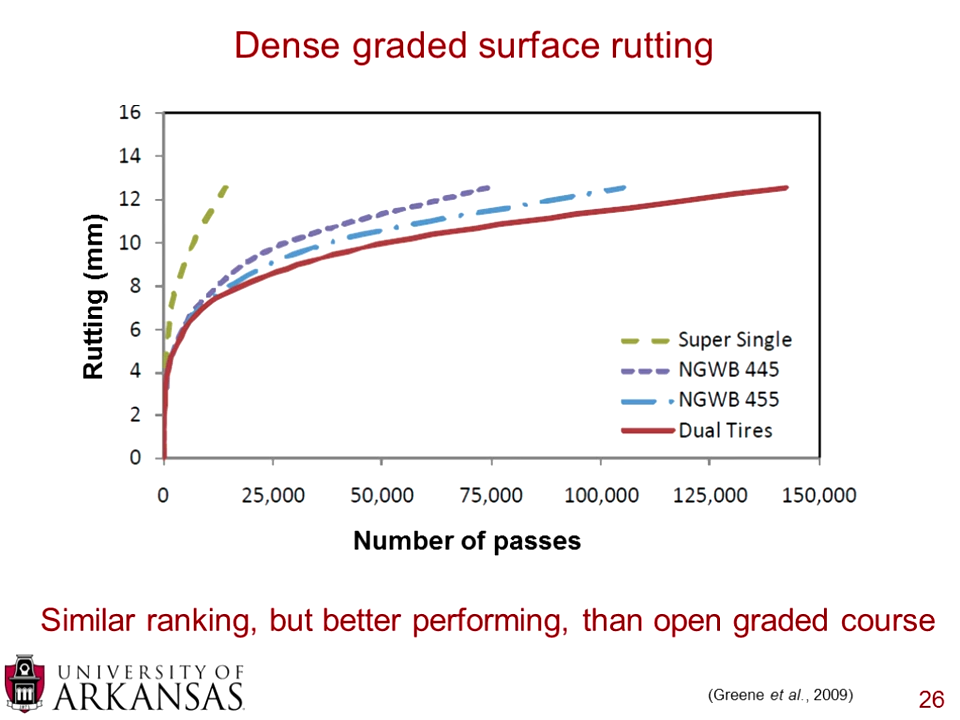 Dense graded surface rutting
16
14
12
10
8
6
4
2
0
Rutting (mm)
Super Single
NGWB 445
NGWB 455
Dual Tires
0 25,000 50,000 75,000 100,000 125,000 150,000
Number of passes
Similar ranking, but better performing, than open graded course
UNIVERSITY OF
ARKANSAS
(Greene et al., 2009)
26